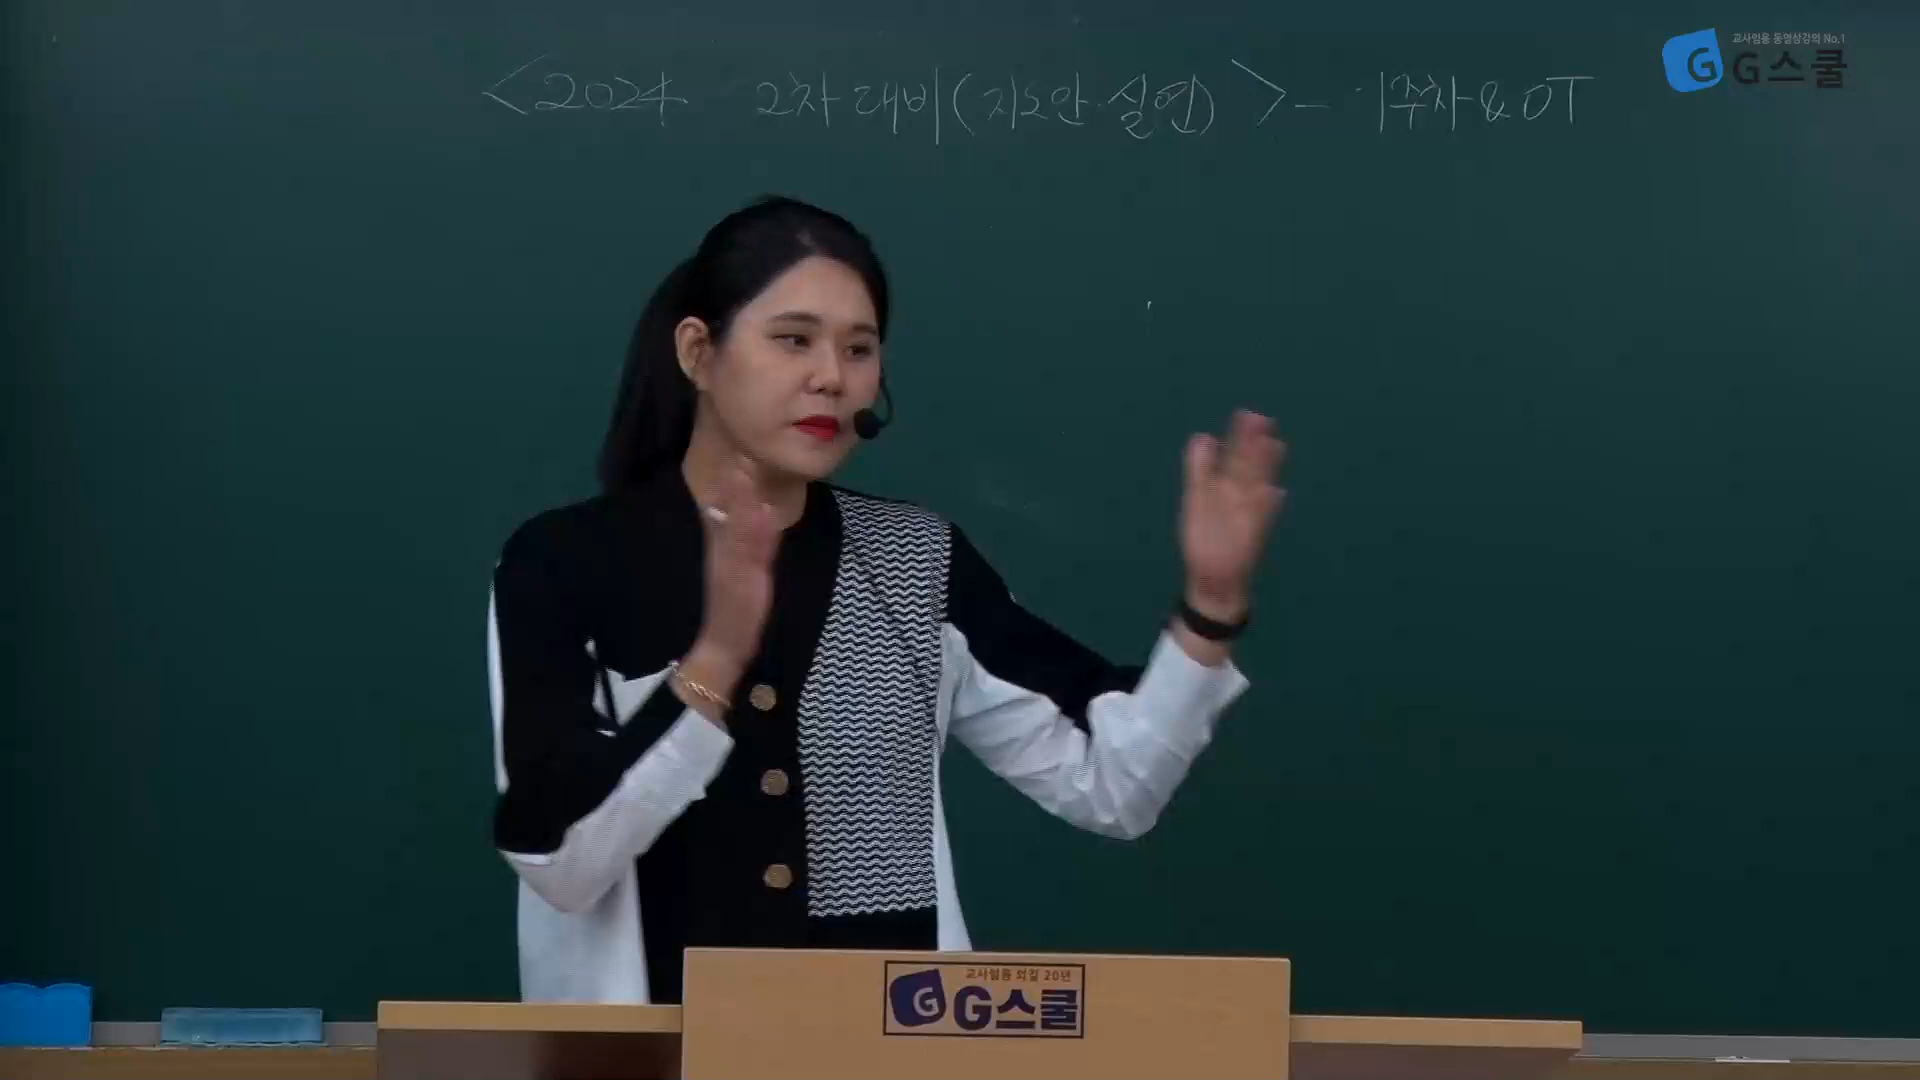 <2024 2차 대비(지도안·실연)> - 1주차 & OT
교사임용 동영상강의 No.1
G G스쿨
교사임용 외길 20년
G G스쿨